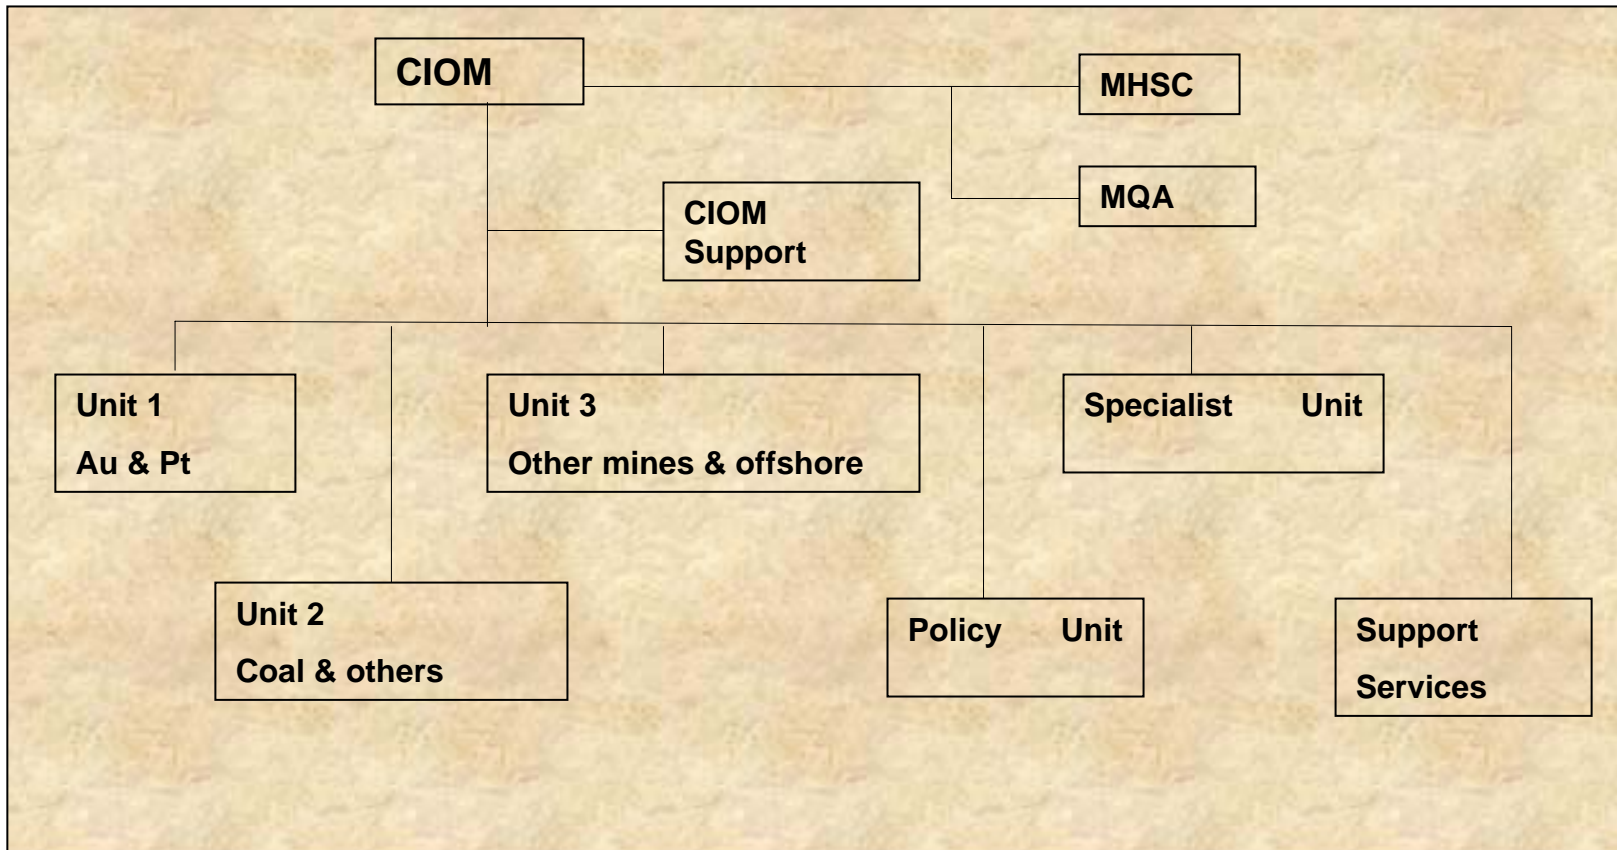 CIOM
MHSC
MQA
CIOM
Support
Unit 1
Au & Pt
Unit 3
Other mines & offshore
Specialist Unit
Unit 2
Coal & others
Policy Unit
Support
Services